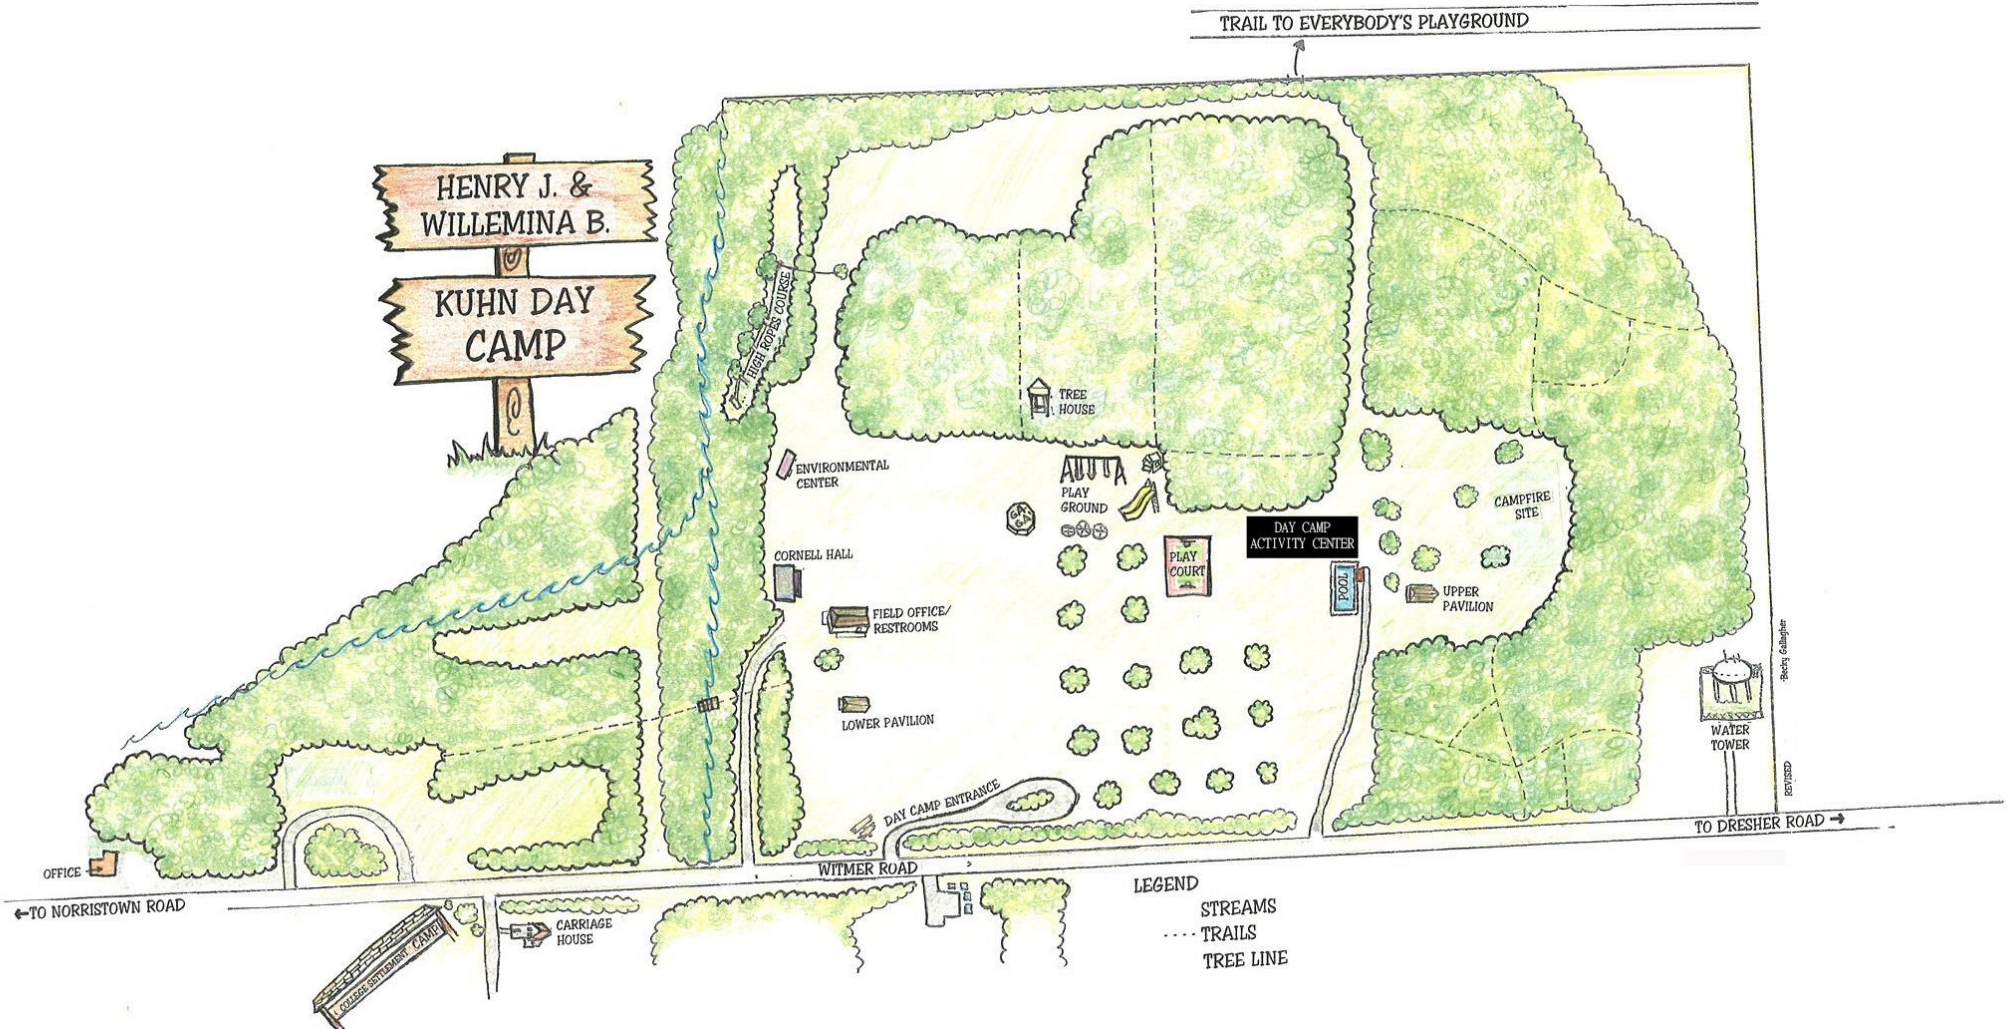 TRAIL TO EVERYBODY'S PLAYGROUND
HENRY J. &
WILLEMINA B.
KUHN DAY
CAMP
HIGH ROPES COURSE
TREE
HOUSE
ENVIRONMENTAL
CENTER
PLAY
GROUND
GA-
GA
CAMPFIRE
SITE
DAY CAMP
ACTIVITY CENTER
CORNELL HALL
PLAY
COURT
POOL
UPPER
PAVILION
FIELD OFFICE/
RESTROOMS
LOWER PAVILION
-Becky Gallagher
WATER
TOWER
REVISED
DAY CAMP ENTRANCE
TO DRESHER ROAD →
OFFICE
WITMER ROAD
←TO NORRISTOWN ROAD
CARRIAGE
HOUSE
COLLEGE SETTLEMENT CAMP
LEGEND
STREAMS
---- TRAILS
TREE LINE